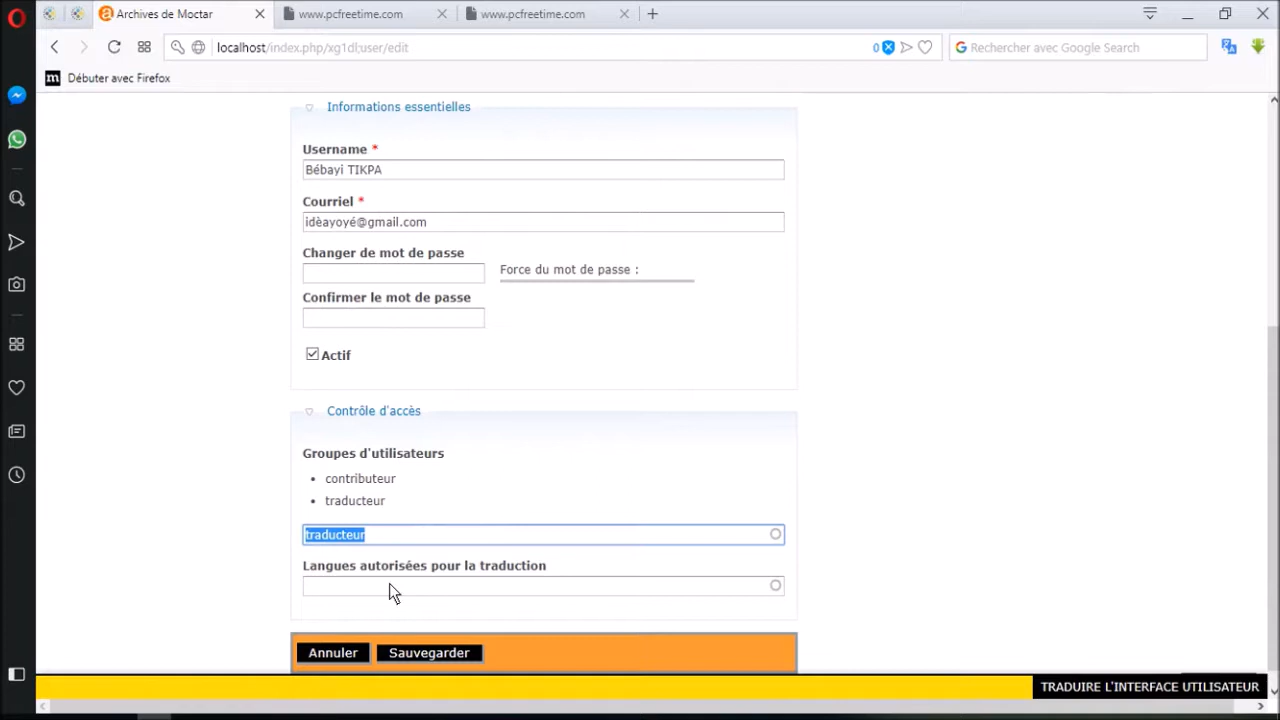 Archives de Moctar
www.pcfreetime.com
www.pcfreetime.com
localhost/index.php/xg1dl;user/edit
0
Rechercher avec Google Search
m Débuter avec Firefox
Informations essentielles
Username *
Bébayi TIKPA
Courriel *
idèayoyé@gmail.com
Changer de mot de passe
Force du mot de passe :
Confirmer le mot de passe
Actif
Contrôle d'accès
Groupes d'utilisateurs
• contributeur
• traducteur
traducteur
Langues autorisées pour la traduction
Annuler Sauvegarder
TRADUIRE L'INTERFACE UTILISATEUR